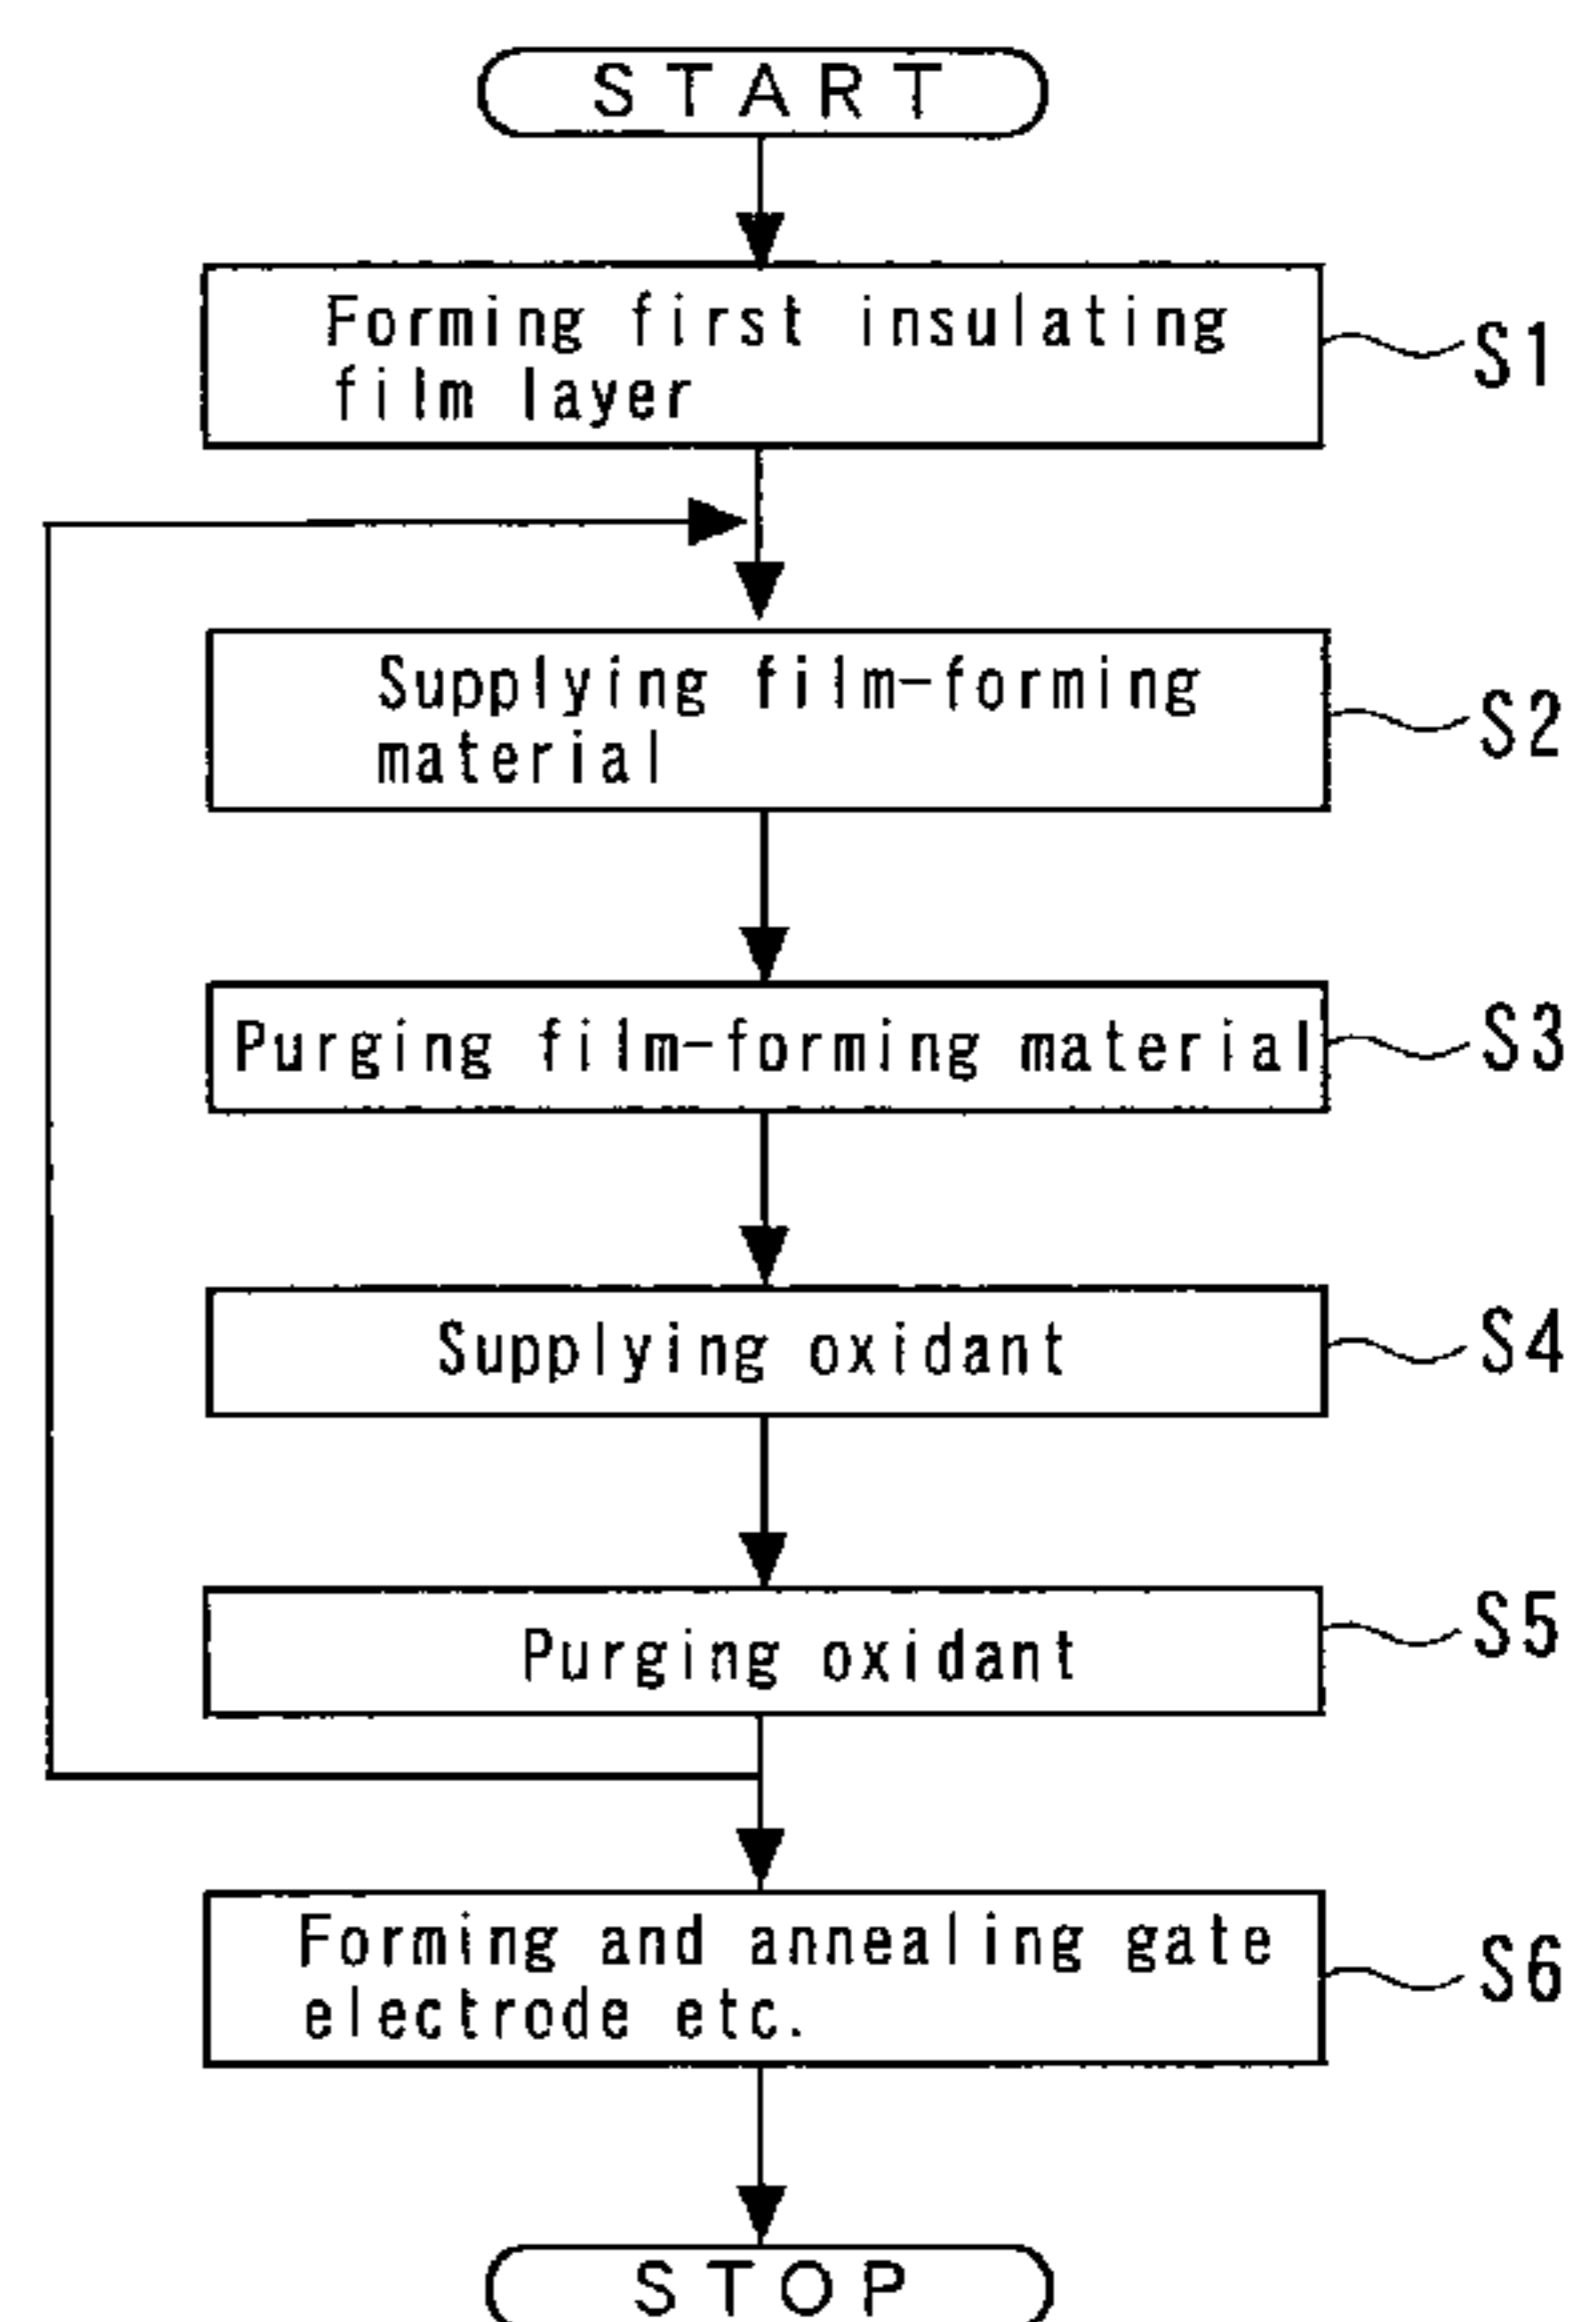 START
Forming first insulating
film layer
S1
Supplying film-forming
material
S2
Purging film-forming material
S3
Supplying oxidant
S4
Purging oxidant
S5
Forming and annealing gate
electrode etc.
S6
STOP